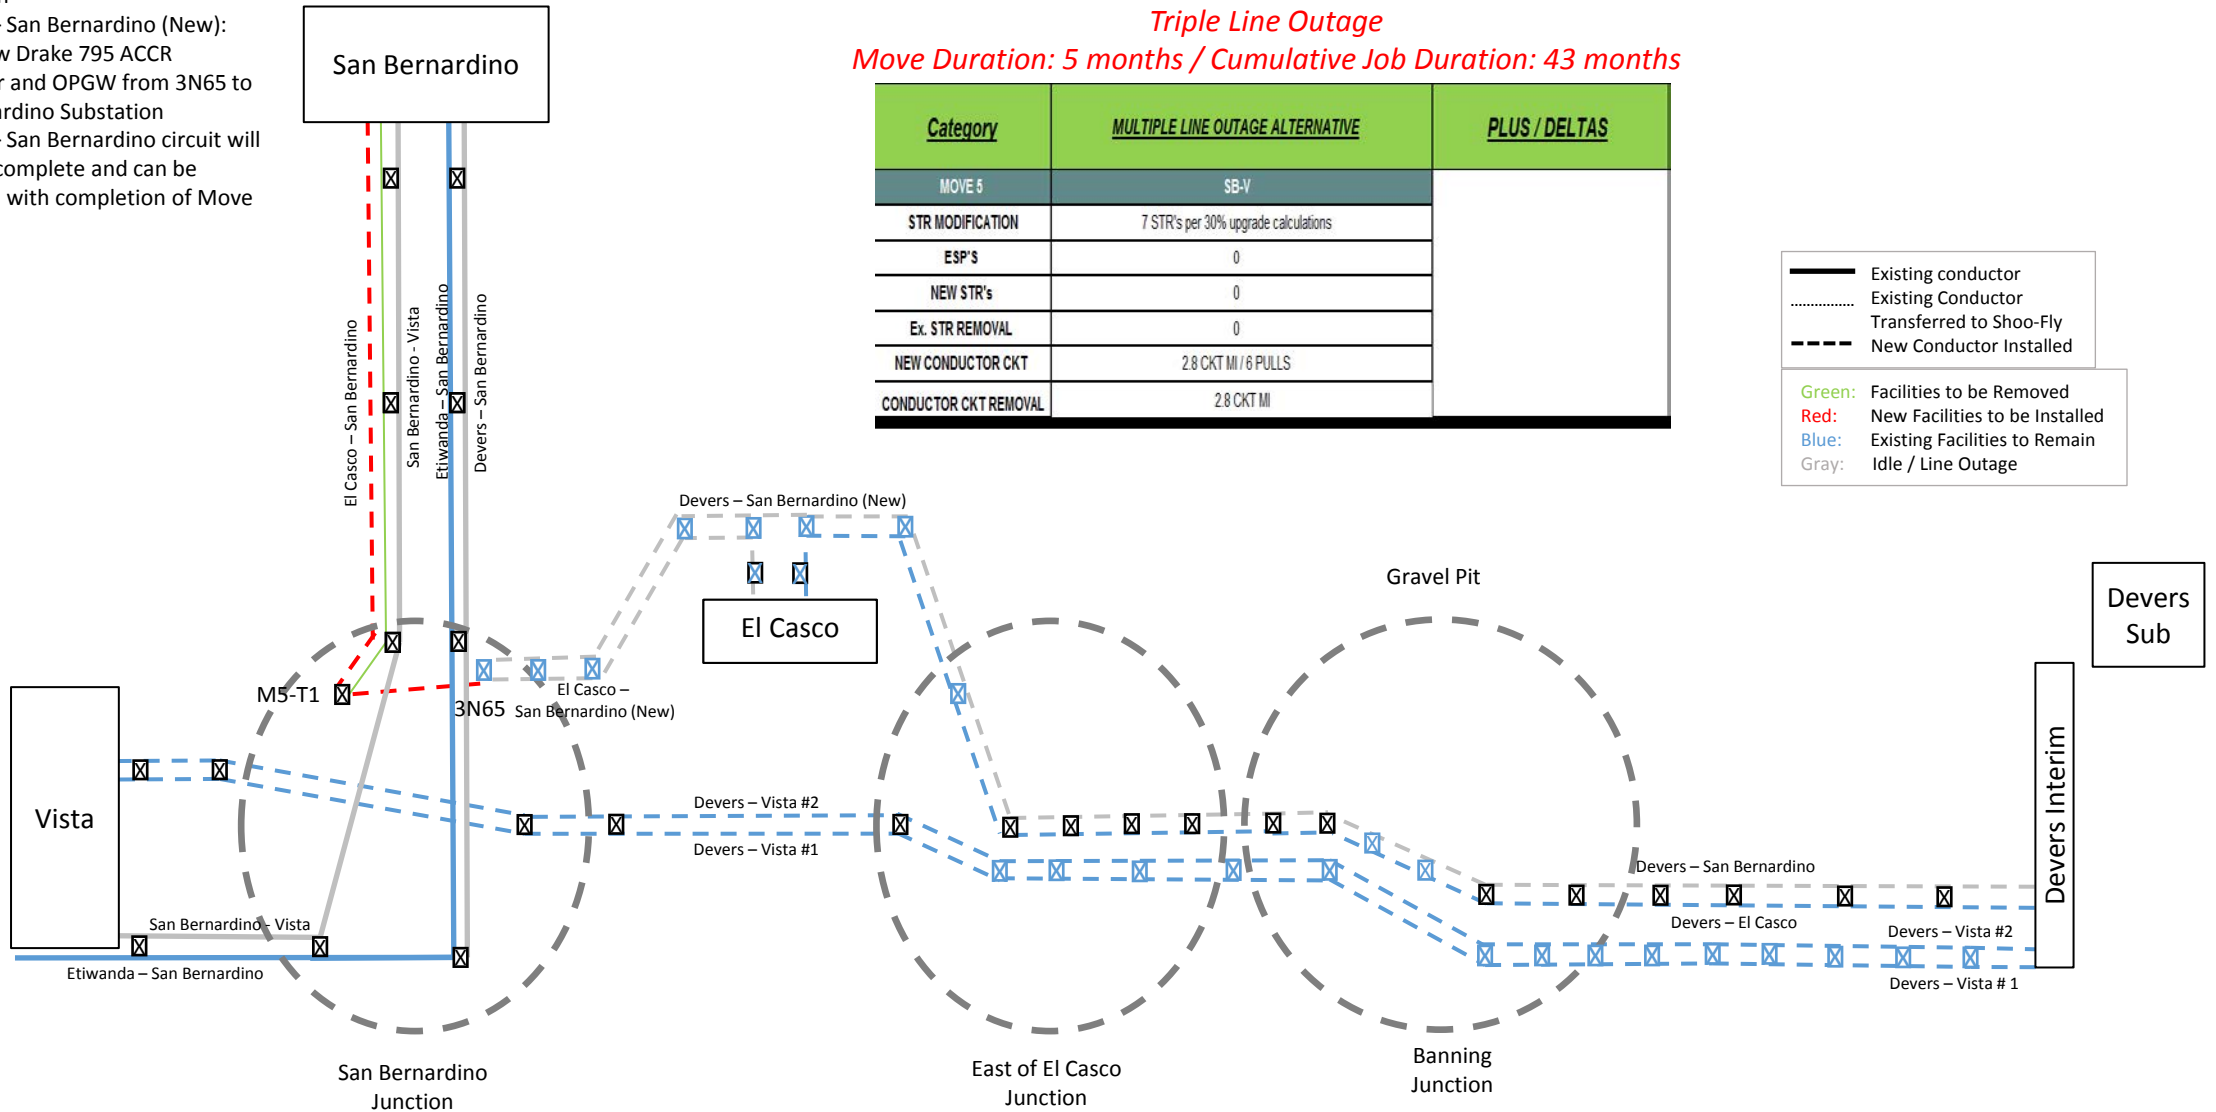 - San Bernardino (New):
Drake 795 ACCR
and OPGW from 3N65 to
Substation
- San Bernardino circuit will
complete and can be
with completion of Move
San Bernardino
Triple Line Outage
Move Duration: 5 months / Cumulative Job Duration: 43 months
Category MULTIPLE LINE OUTAGE ALTERNATIVE PLUS / DELTAS
MOVE 5 SB-V
STR MODIFICATION 7 STR's per 30% upgrade calculations
ESP'S 0
NEW STR's 0
Ex. STR REMOVAL 0
NEW CONDUCTOR CKT 2.8 CKT MI / 6 PULLS
CONDUCTOR CKT REMOVAL 2.8 CKT MI
Existing conductor
Existing Conductor
Transferred to Shoo-Fly
New Conductor Installed
Green: Facilities to be Removed
Red: New Facilities to be Installed
Blue: Existing Facilities to Remain
Gray: Idle / Line Outage
El Casco – San Bernardino
San Bernardino - Vista
Etiwanda – San Bernardino
Devers – San Bernardino
Devers – San Bernardino (New)
El Casco
Gravel Pit
Devers
Sub
M5-T1
3N65
El Casco –
San Bernardino (New)
Vista
Devers – Vista #2
Devers – Vista #1
San Bernardino - Vista
Etiwanda – San Bernardino
Devers – San Bernardino
Devers – El Casco
Devers – Vista #2
Devers – Vista # 1
Devers Interim
San Bernardino
Junction
East of El Casco
Junction
Banning
Junction